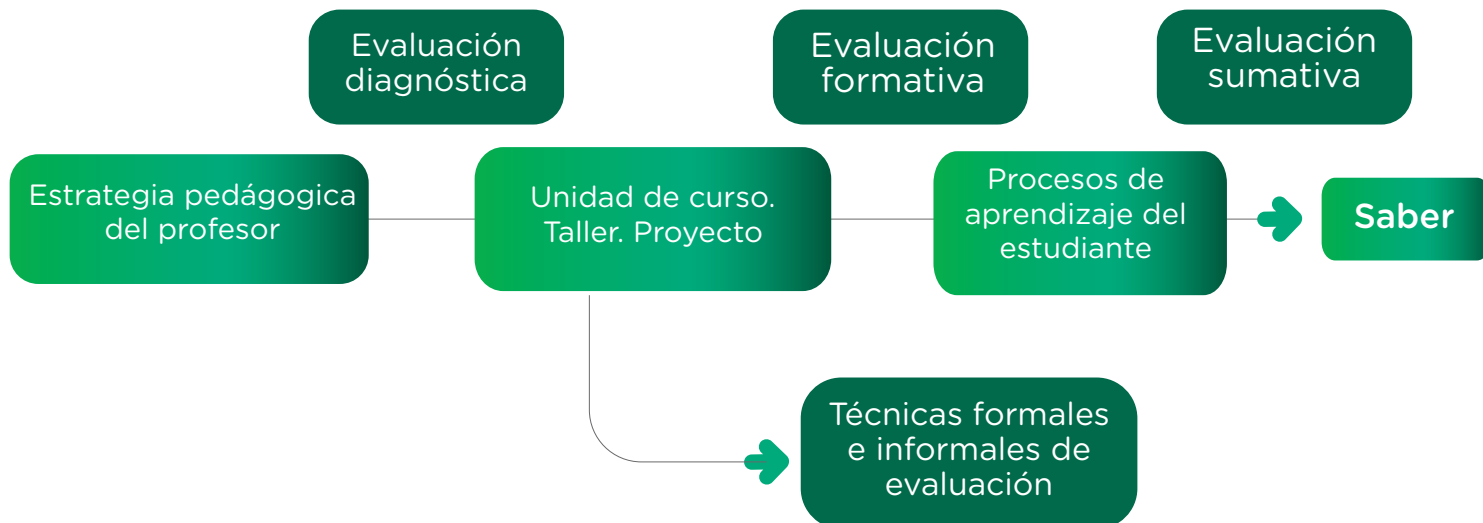 Evaluación
diagnóstica
Evaluación
formativa
Evaluación
sumativa
Estrategia pedágogica
del profesor
Unidad de curso.
Taller. Proyecto
Procesos de
aprendizaje del
estudiante
Saber
Técnicas formales
e informales de
evaluación